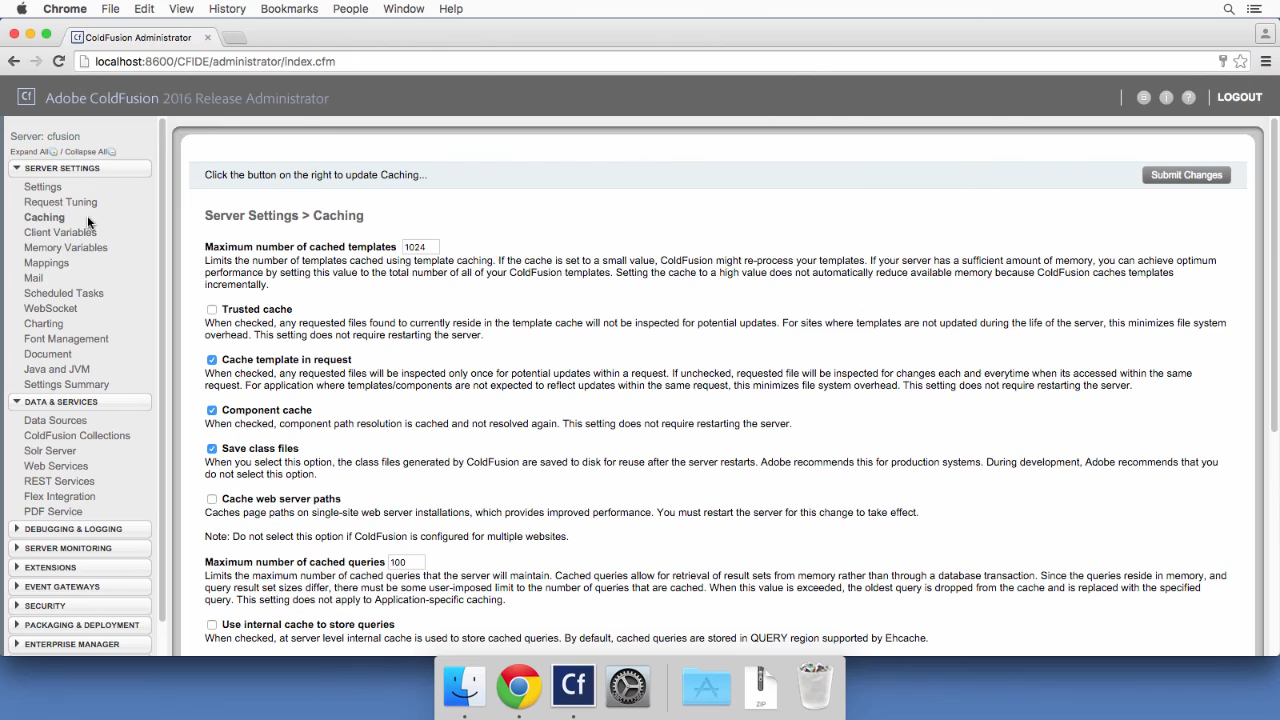 Chrome File Edit View History Bookmarks People Window Help
Cf ColdFusion Administrator ×
localhost:8600/CFIDE/administrator/index.cfm
Cf Adobe ColdFusion 2016 Release Administrator
i ? LOGOUT
Server: cfusion
Expand All / Collapse All
SERVER SETTINGS
Settings
Request Tuning
Caching
Client Variables
Memory Variables
Mappings
Mail
Scheduled Tasks
WebSocket
Charting
Font Management
Document
Java and JVM
Settings Summary
DATA & SERVICES
Data Sources
ColdFusion Collections
Solr Server
Web Services
REST Services
Flex Integration
PDF Service
DEBUGGING & LOGGING
SERVER MONITORING
EXTENSIONS
EVENT GATEWAYS
SECURITY
PACKAGING & DEPLOYMENT
ENTERPRISE MANAGER
Click the button on the right to update Caching...
Submit Changes
Server Settings > Caching
Maximum number of cached templates 1024
Limits the number of templates cached using template caching. If the cache is set to a small value, ColdFusion might re-process your templates. If your server has a sufficient amount of memory, you can achieve optimum
performance by setting this value to the total number of all of your ColdFusion templates. Setting the cache to a high value does not automatically reduce available memory because ColdFusion caches templates
incrementally.
Trusted cache
When checked, any requested files found to currently reside in the template cache will not be inspected for potential updates. For sites where templates are not updated during the life of the server, this minimizes file system
overhead. This setting does not require restarting the server.
Cache template in request
When checked, any requested files will be inspected only once for potential updates within a request. If unchecked, requested file will be inspected for changes each and everytime when its accessed within the same
request. For application where templates/components are not expected to reflect updates within the same request, this minimizes file system overhead. This setting does not require restarting the server.
Component cache
When checked, component path resolution is cached and not resolved again. This setting does not require restarting the server.
Save class files
When you select this option, the class files generated by ColdFusion are saved to disk for reuse after the server restarts. Adobe recommends this for production systems. During development, Adobe recommends that you
do not select this option.
Cache web server paths
Caches page paths on single-site web server installations, which provides improved performance. You must restart the server for this change to take effect.
Note: Do not select this option if ColdFusion is configured for multiple websites.
Maximum number of cached queries 100
Limits the maximum number of cached queries that the server will maintain. Cached queries allow for retrieval of result sets from memory rather than through a database transaction. Since the queries reside in memory, and
query result set sizes differ, there must be some user-imposed limit to the number of queries that are cached. When this value is exceeded, the oldest query is dropped from the cache and is replaced with the specified
query. This setting does not apply to Application-specific caching.
Use internal cache to store queries
When checked, at server level internal cache is used to store cached queries. By default, cached queries are stored in QUERY region supported by Ehcache.
Cf
ZIP